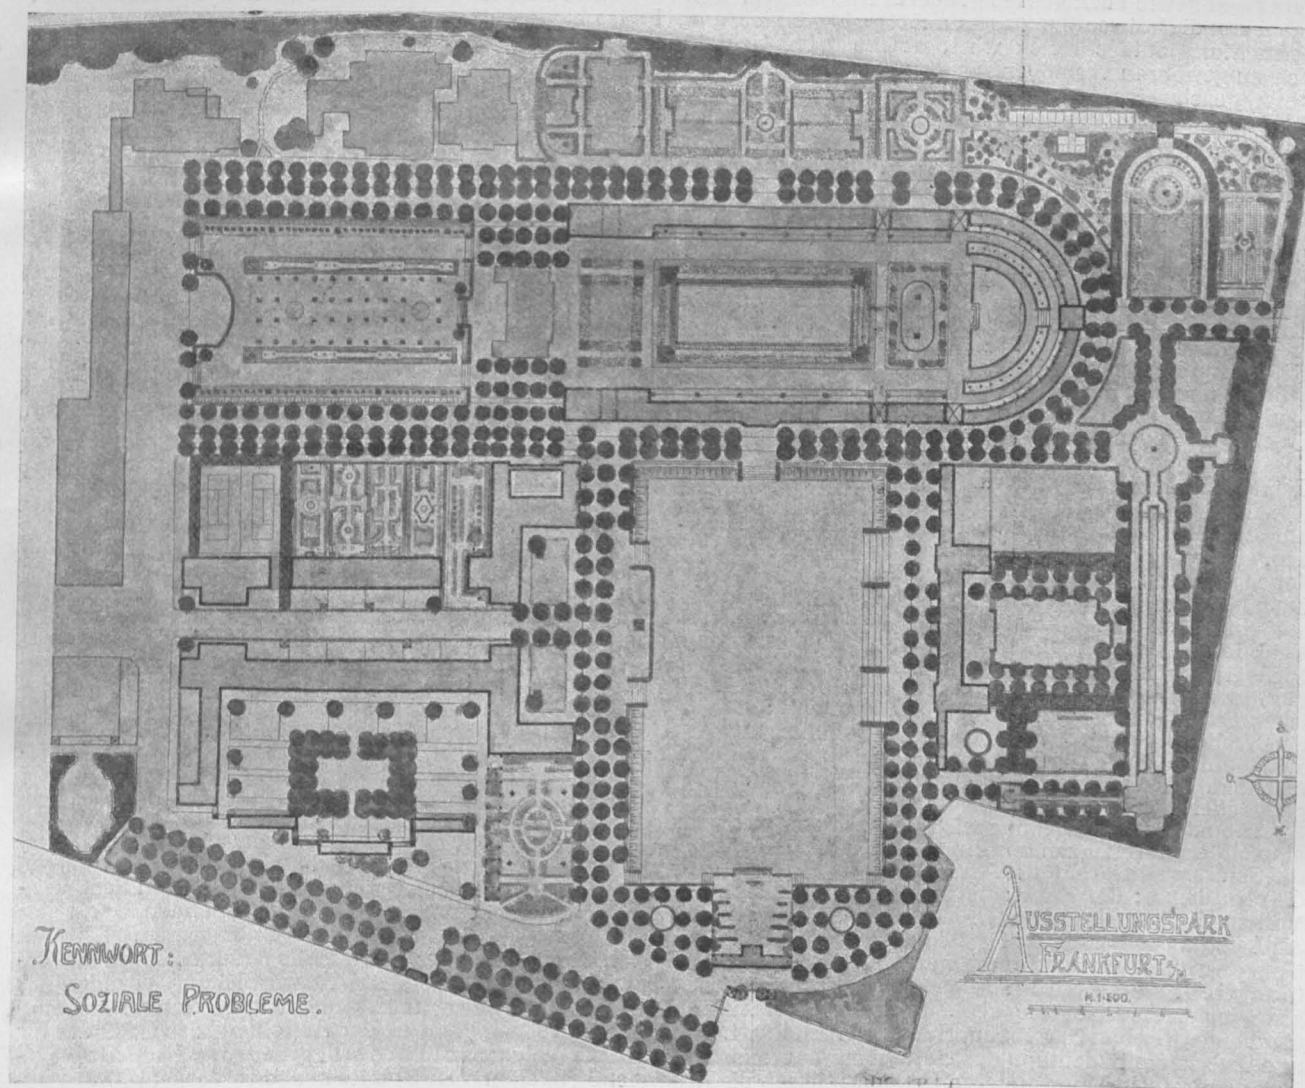 KENNWORT:
SOZIALE PROBLEME.
AUSSTELLUNGSPARK
FRANKFURT
M. 1:500.